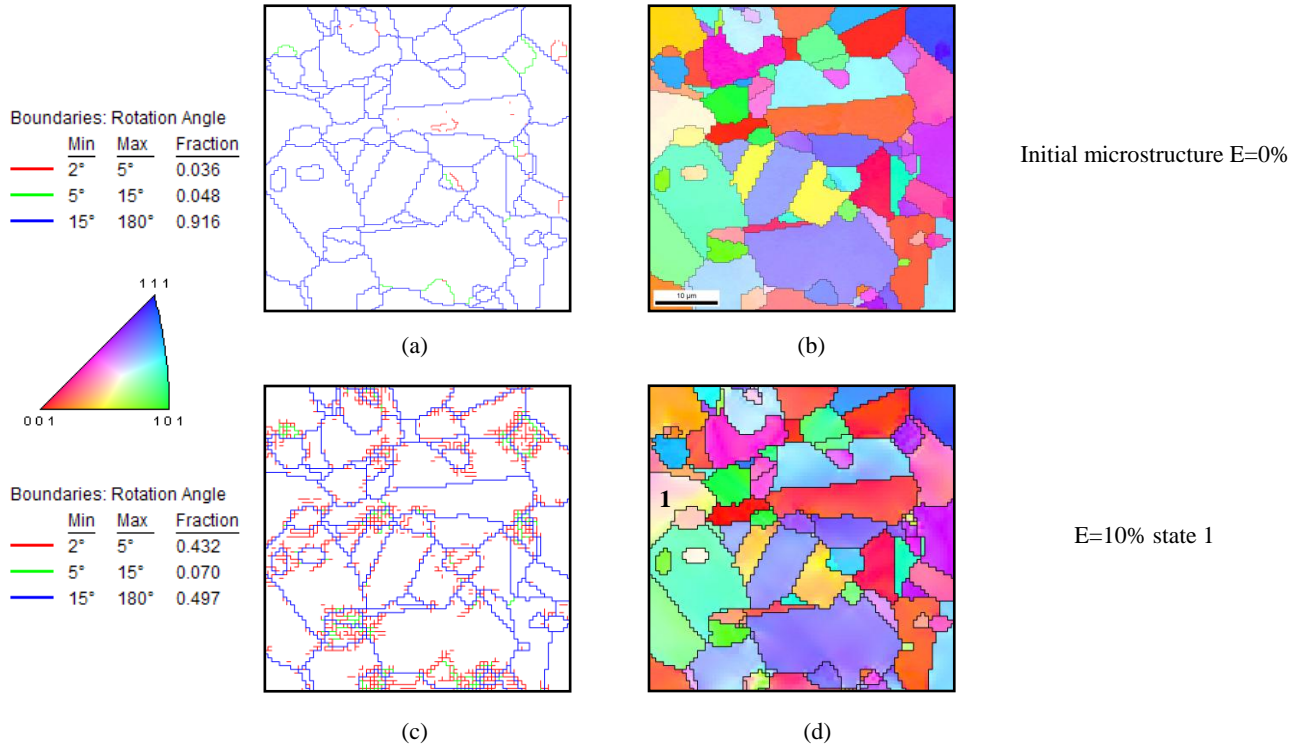 Boundaries: Rotation Angle
Min Max Fraction
2° 5° 0.036
5° 15° 0.048
15° 180° 0.916
Initial microstructure E=0%
10 µm
(a)
(b)
1 1 1
0 0 1
1 0 1
Boundaries: Rotation Angle
Min Max Fraction
2° 5° 0.432
5° 15° 0.070
15° 180° 0.497
1
E=10% state 1
(c)
(d)